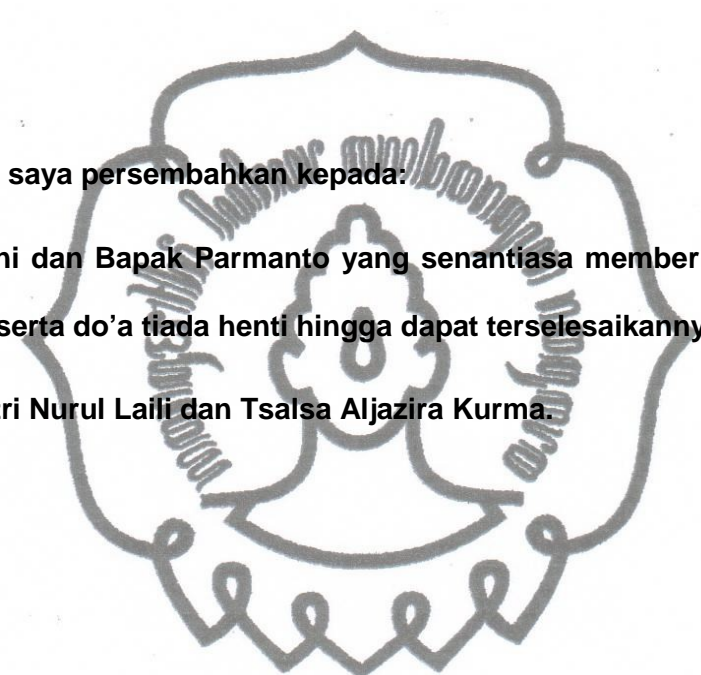 saya persembahkan kepada:
ni dan Bapak Parmanto yang senantiasa member
serta do’a tiada henti hingga dapat terselesaikanny
tri Nurul Laili dan Tsalsa Aljazira Kurma.